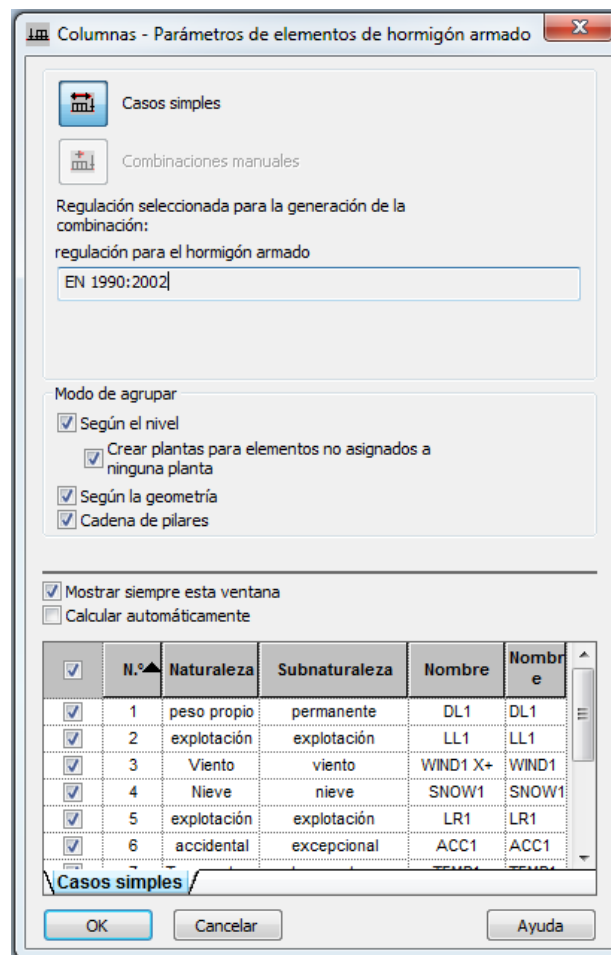 Columnas - Parámetros de elementos de hormigón armado
Casos simples
Combinaciones manuales
Regulación seleccionada para la generación de la
combinación:
regulación para el hormigón armado
EN 1990:2002
Modo de agrupar
Según el nivel
Crear plantas para elementos no asignados a
ninguna planta
Según la geometría
Cadena de pilares
Mostrar siempre esta ventana
Calcular automáticamente
N.º Naturaleza Subnaturaleza Nombre Nombr
e
1 peso propio permanente DL1 DL1
2 explotación explotación LL1 LL1
3 Viento viento WIND1 X+ WIND1
4 Nieve nieve SNOW1 SNOW1
5 explotación explotación LR1 LR1
6 accidental excepcional ACC1 ACC1
Casos simples
OK Cancelar Ayuda